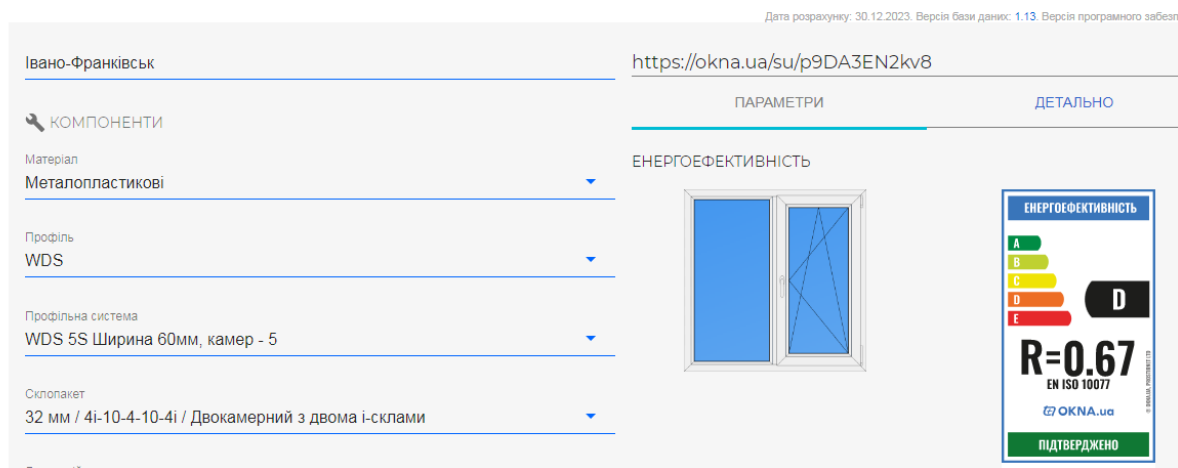 Дата розрахунку: 30.12.2023. Версія бази даних: 1.13. Версія програмного
Івано-Франківськ
https://okna.ua/su/p9DA3EN2kv8
ПАРАМЕТРИ
ДЕТАЛЬНО
КОМПОНЕНТИ
Матеріал
Металопластикові
Профіль
WDS
Профільна система
WDS 5S Ширина 60мм, камер - 5
Склопакет
32 мм / 4i-10-4-10-4i / Двокамерний з двома i-склами
ЕНЕРГОЕФЕКТИВНІСТЬ
ЕНЕРГОЕФЕКТИВНІСТЬ
A
B
C
D
E
D
R=0.67
EN ISO 10077
OKNA.ua
ПІДТВЕРДЖЕНО